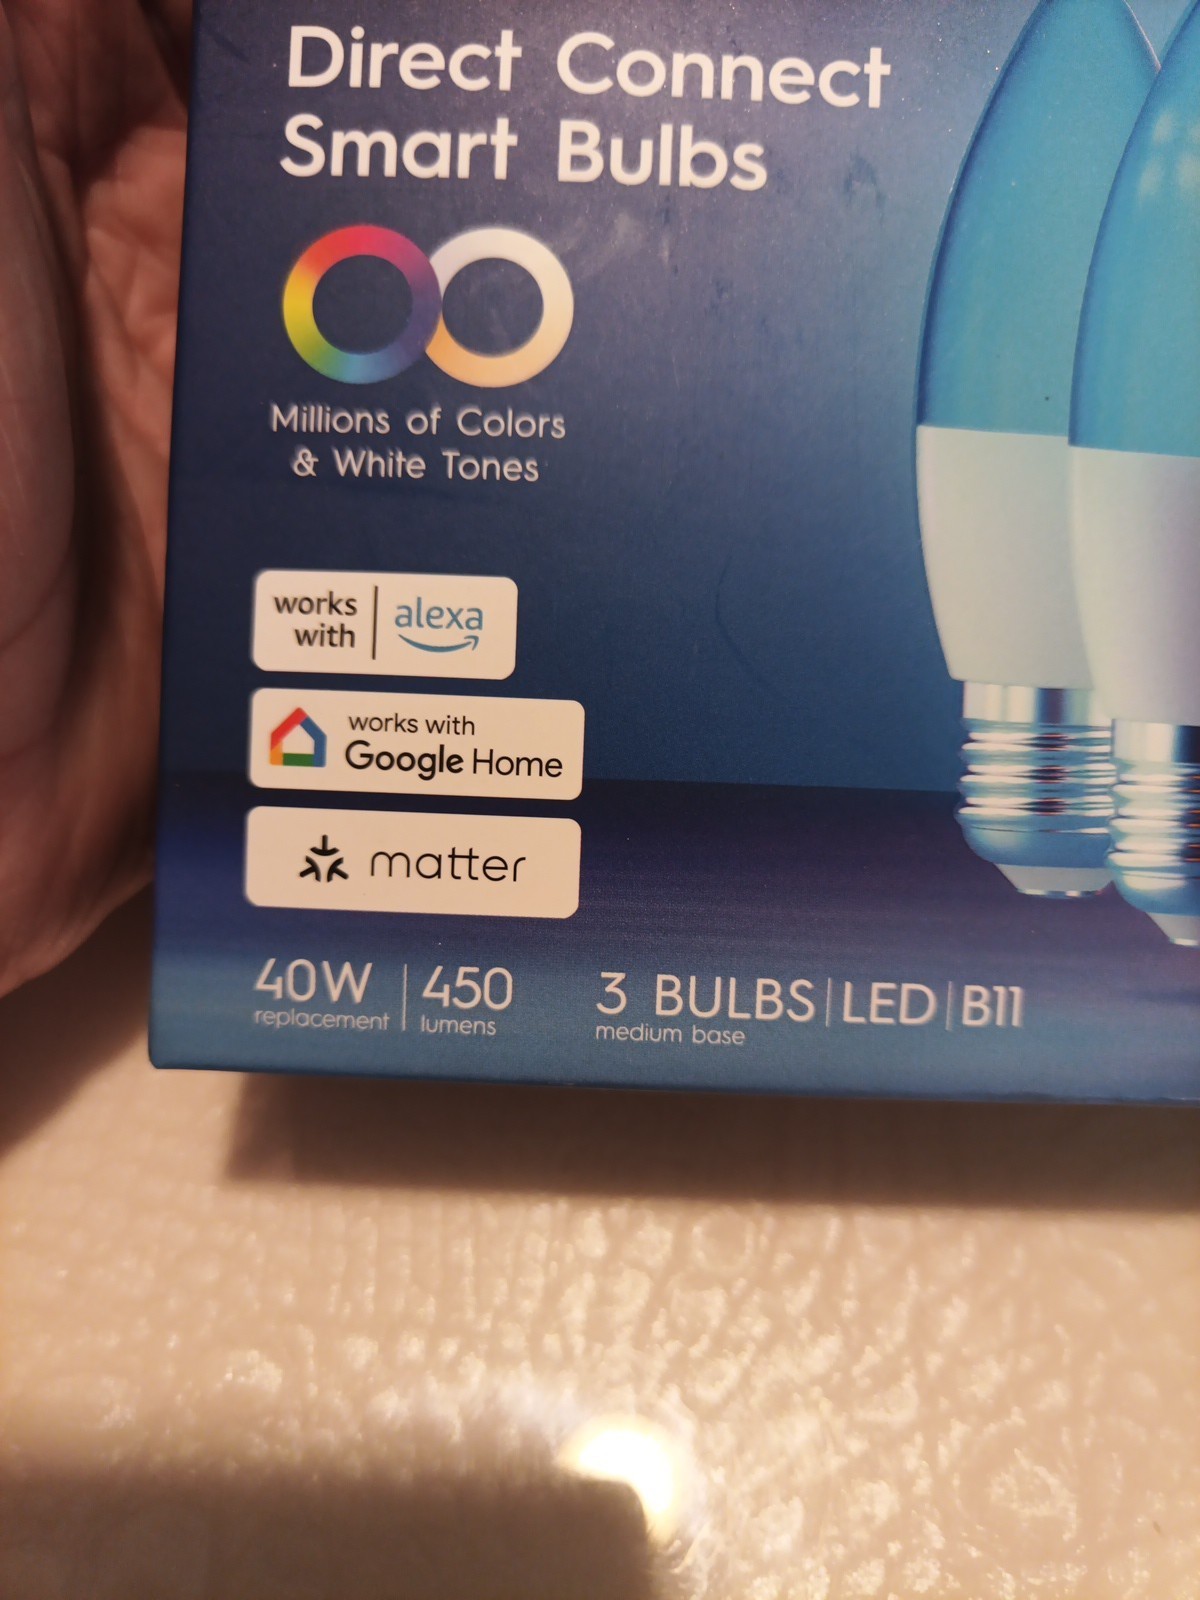 Direct Connect
Smart Bulbs
Millions of Colors
& White Tones
works
with
alexa
works with
Google Home
matter
40W | 450
replacement lumens
3 BULBS | LED | B11
medium base